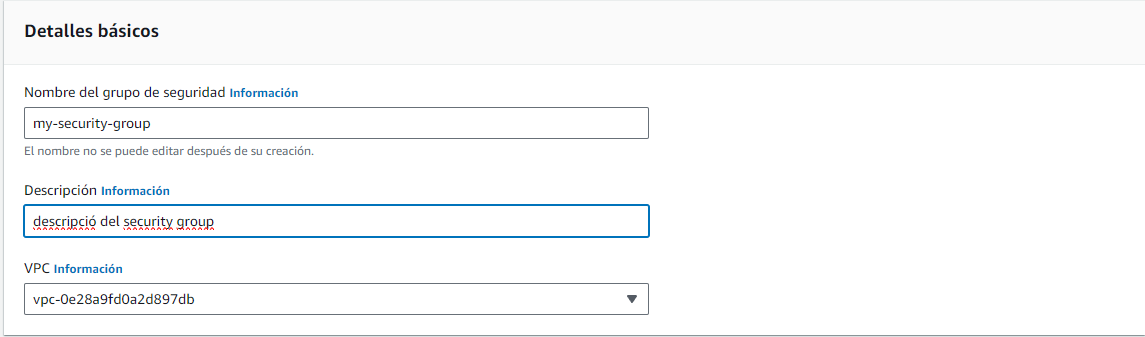 Detalles básicos
Nombre del grupo de seguridad Información
my-security-group
El nombre no se puede editar después de su creación.
Descripción Información
descripció del security group
VPC Información
vpc-0e28a9fd0a2d897db